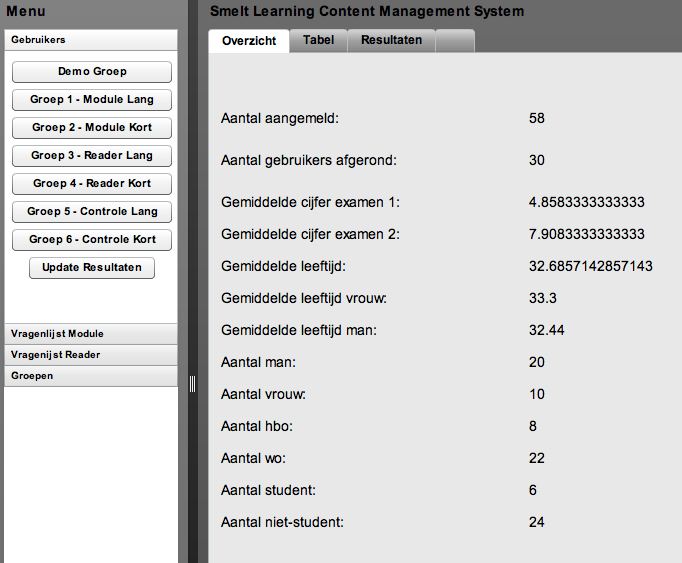 Menu
Gebruikers
Demo Groep
Groep 1 - Module Lang
Groep 2 - Module Kort
Groep 3 - Reader Lang
Groep 4 - Reader Kort
Groep 5 - Controle Lang
Groep 6 - Controle Kort
Update Resultaten
Vragenlijst Module
Vragenijst Reader
Groepen
Smelt Learning Content Management System
Overzicht Tabel Resultaten
Aantal aangemeld: 58
Aantal gebruikers afgerond: 30
Gemiddelde cijfer examen 1: 4.8583333333333
Gemiddelde cijfer examen 2: 7.9083333333333
Gemiddelde leeftijd: 32.6857142857143
Gemiddelde leeftijd vrouw: 33.3
Gemiddelde leeftijd man: 32.44
Aantal man: 20
Aantal vrouw: 10
Aantal hbo: 8
Aantal wo: 22
Aantal student: 6
Aantal niet-student: 24